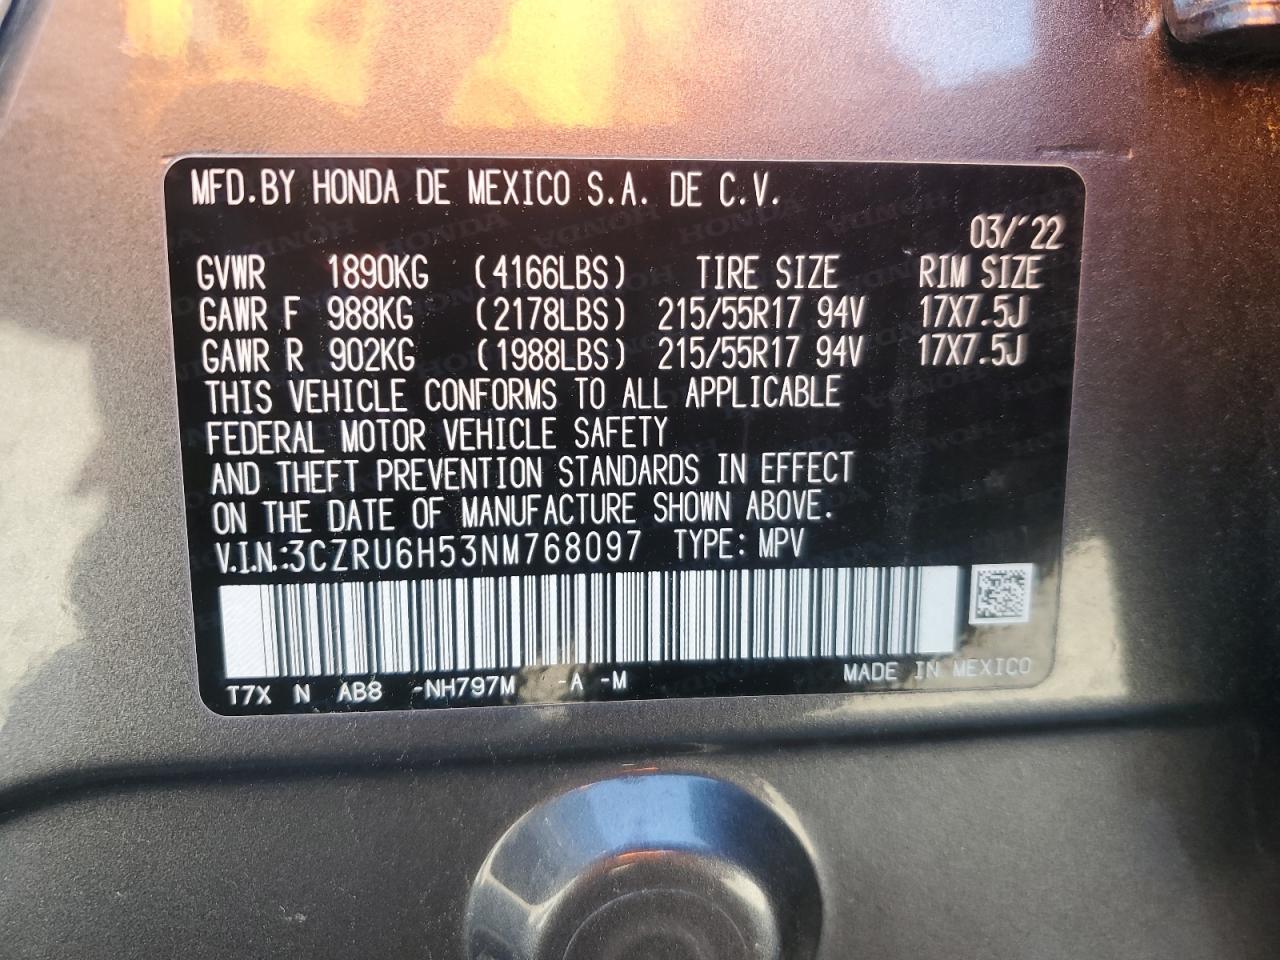 MFD.BY HONDA DE MEXICO S.A. DE C.V.
03/'22
GVWR 1890KG (4166LBS) TIRE SIZE RIM SIZE
GAWR F 988KG (2178LBS) 215/55R17 94V 17X7.5J
GAWR R 902KG (1988LBS) 215/55R17 94V 17X7.5J
THIS VEHICLE CONFORMS TO ALL APPLICABLE
FEDERAL MOTOR VEHICLE SAFETY
AND THEFT PREVENTION STANDARDS IN EFFECT
ON THE DATE OF MANUFACTURE SHOWN ABOVE.
V.I.N.:3CZRU6H53NM768097 TYPE: MPV
T7X N AB8 -NH797M -A -M MADE IN MEXICO